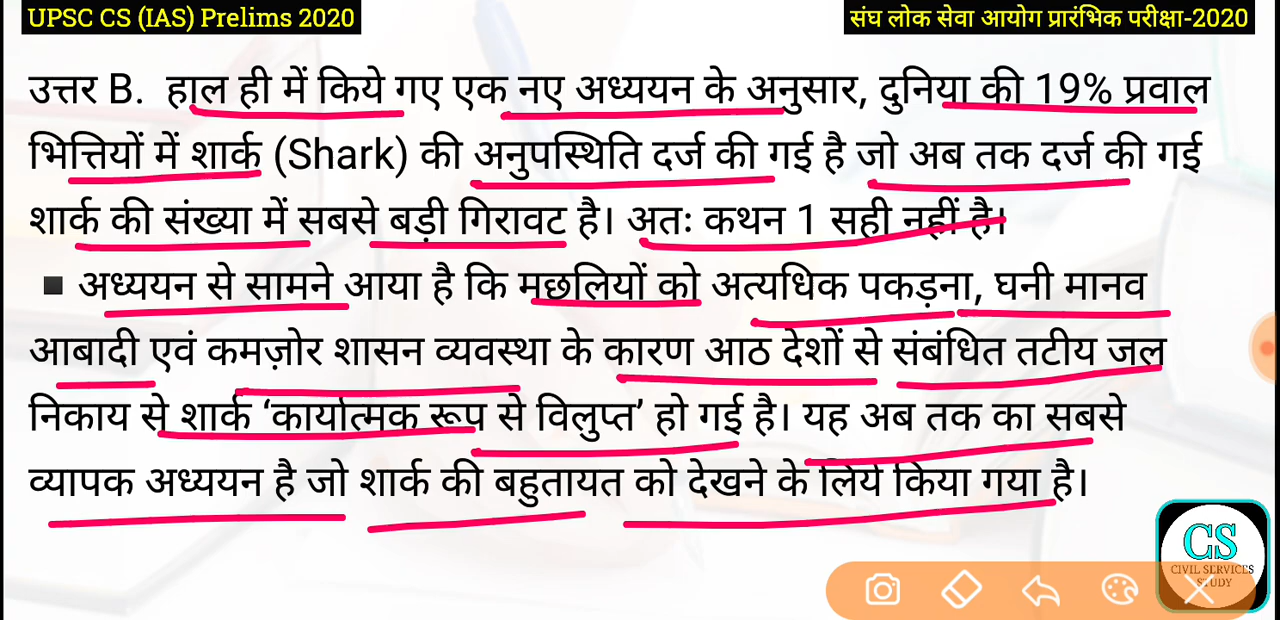 UPSC CS (IAS) Prelims 2020
संघ लोक सेवा आयोग प्रारंभिक परीक्षा-2020
उत्तर B. हाल ही में किये गए एक नए अध्ययन के अनुसार, दुनिया की 19% प्रवाल
भित्तियों में शार्क (Shark) की अनुपस्थिति दर्ज की गई है जो अब तक दर्ज की गई
शार्क की संख्या में सबसे बड़ी गिरावट है। अतः कथन 1 सही नहीं है।
▪ अध्ययन से सामने आया है कि मछलियों को अत्यधिक पकड़ना, घनी मानव
आबादी एवं कमज़ोर शासन व्यवस्था के कारण आठ देशों से संबंधित तटीय जल
निकाय से शार्क ‘कार्यात्मक रूप से विलुप्त’ हो गई है। यह अब तक का सबसे
व्यापक अध्ययन है जो शार्क की बहुतायत को देखने के लिये किया गया है।
CS
CIVIL SERVICES
STUDY